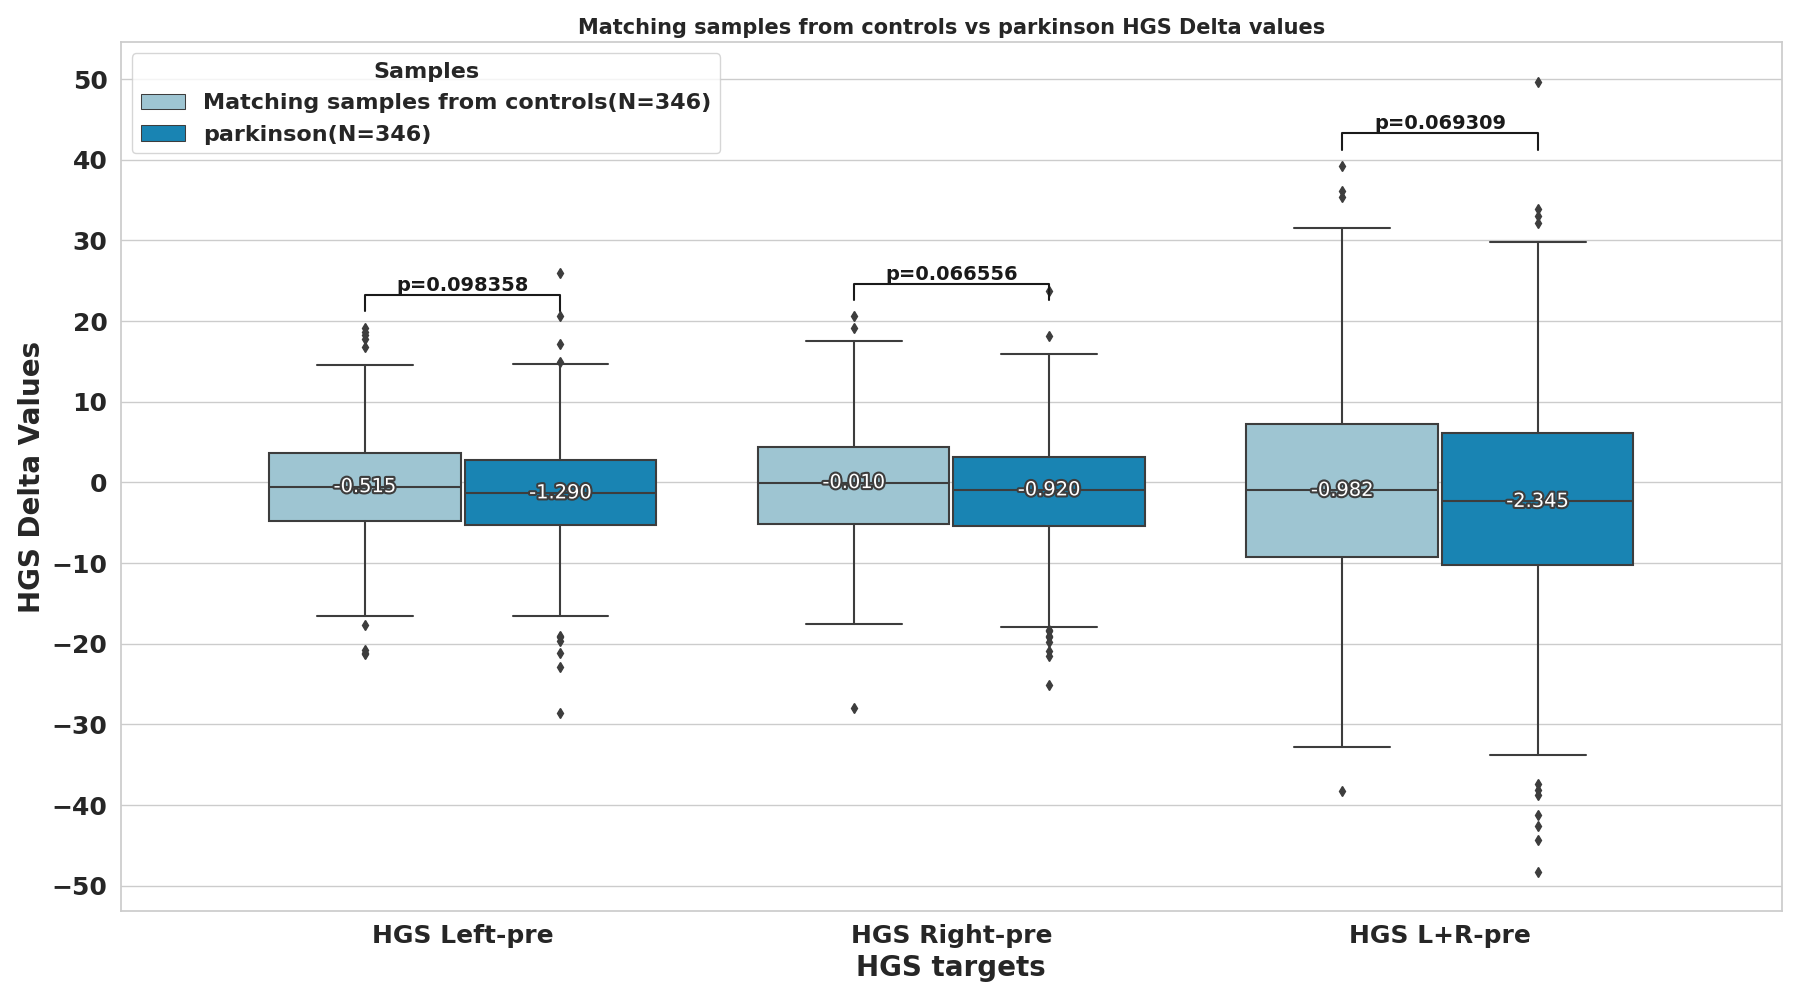 Matching samples from controls vs parkinson HGS Delta values
Samples
Matching samples from controls(N=346)
parkinson(N=346)
HGS Delta Values
50
40
30
20
10
0
−10
−20
−30
−40
−50
p=0.098358
p=0.066556
p=0.069309
-0.515
-1.290
-0.010
-0.920
-0.982
-2.345
HGS Left-pre
HGS Right-pre
HGS L+R-pre
HGS targets